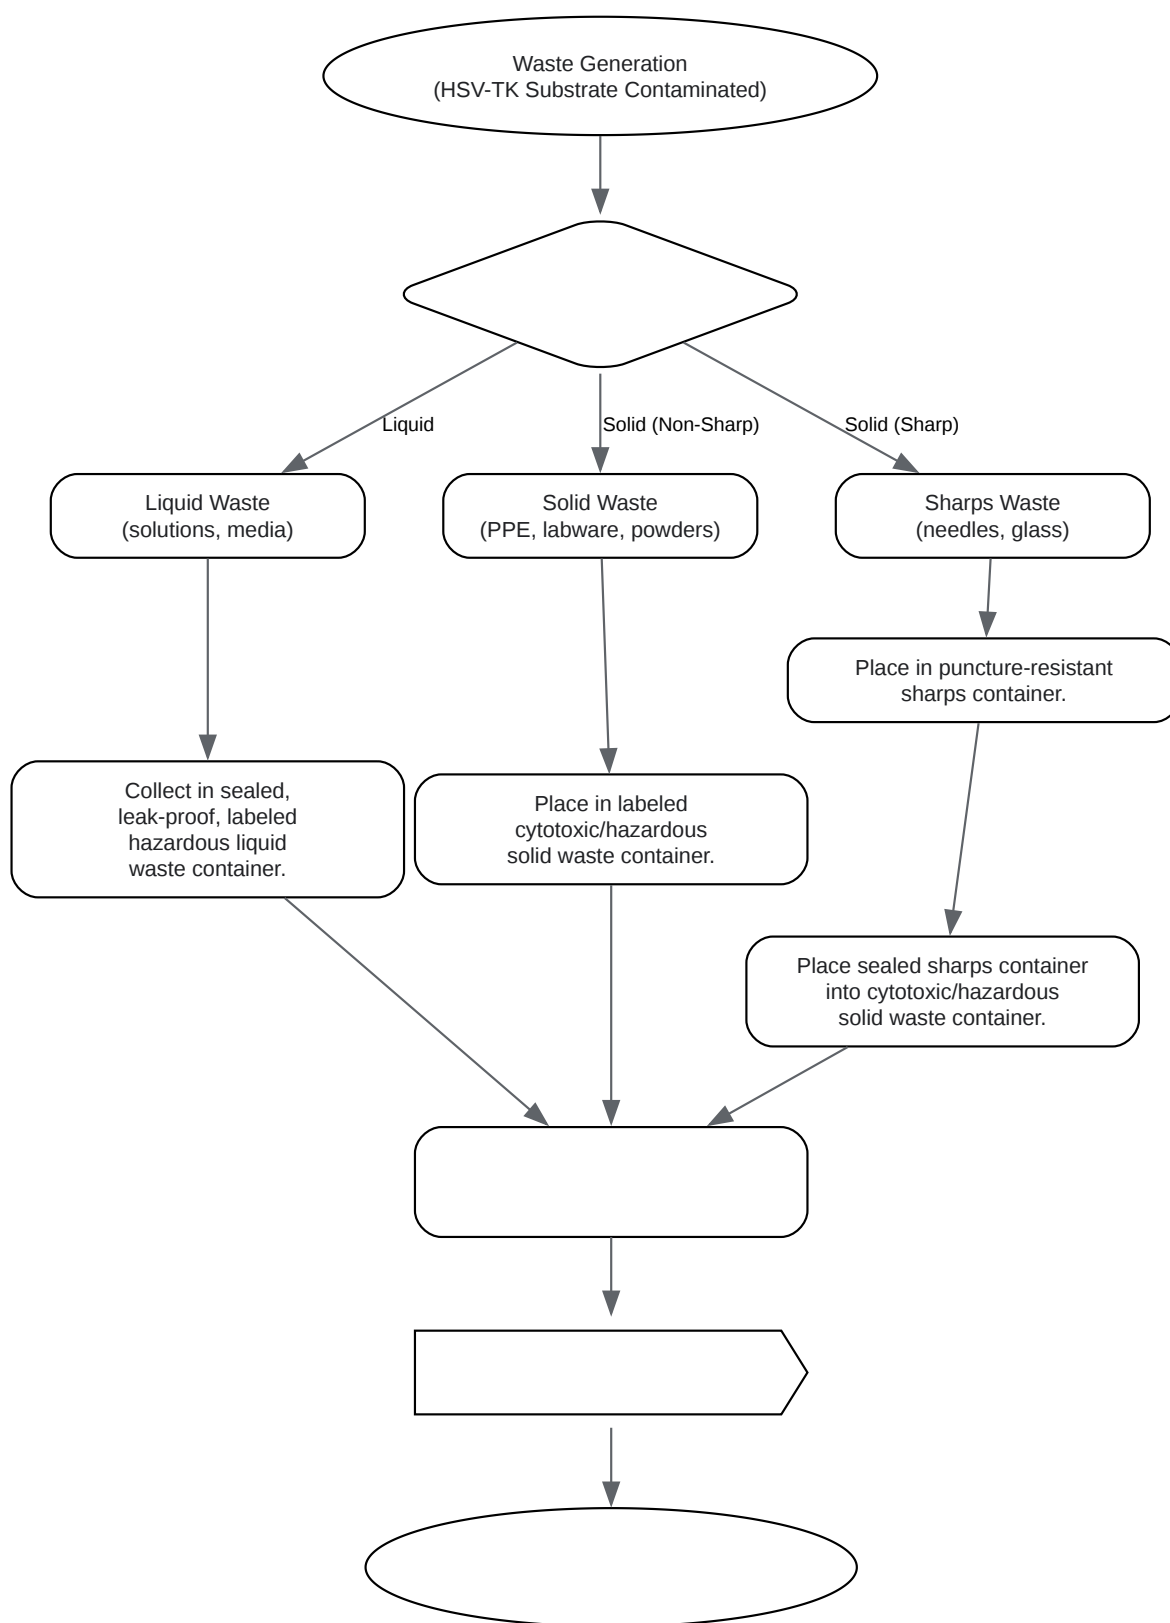 Waste Generation
(HSV-TK Substrate Contaminated)
Liquid
Solid (Non-Sharp)
Solid (Sharp)
Liquid Waste
(solutions, media)
Solid Waste
(PPE, labware, powders)
Sharps Waste
(needles, glass)
Place in puncture-resistant
sharps container.
Collect in sealed,
leak-proof, labeled
hazardous liquid
waste container.
Place in labeled
cytotoxic/hazardous
solid waste container.
Place sealed sharps container
into cytotoxic/hazardous
solid waste container.